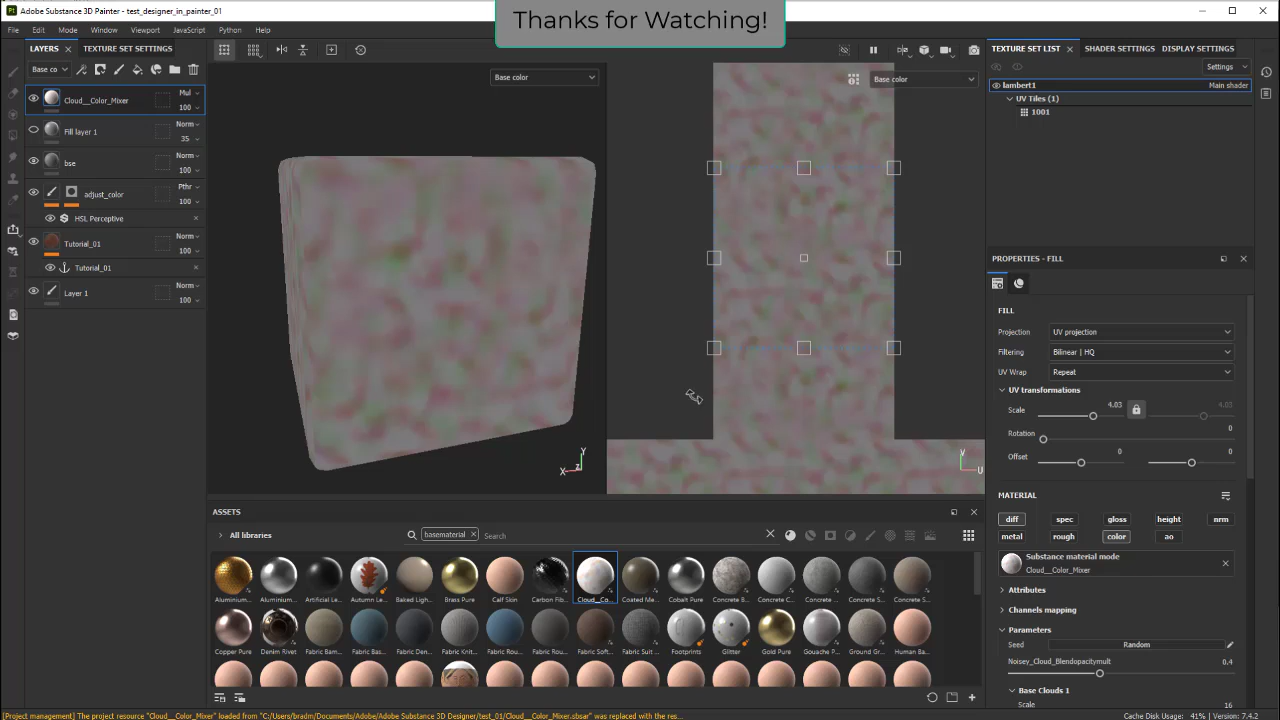 Adobe Substance 3D Painter - test_designer_in_painter_01
Thanks for Watching!
File Edit Mode Window Viewport JavaScript Python Help
LAYERS TEXTURE SET SETTINGS
Base co
Cloud__Color_Mixer Mul 100
Fill layer 1 Norm 35
bse Norm 100
adjust_color Pthr 100
HSL Perceptive
Tutorial_01 Norm 100
Tutorial_01
Layer 1 Norm 100
Base color
Base color
X Z Y
V U
TEXTURE SET LIST SHADER SETTINGS DISPLAY SETTINGS
Settings
lambert1 Main shader
UV Tiles (1)
1001
PROPERTIES - FILL
FILL
Projection UV projection
Filtering Bilinear | HQ
UV Wrap Repeat
UV transformations
Scale 4.03 4.03
Rotation 0
Offset 0 0
MATERIAL
diff spec gloss height nrm
metal rough color ao
Substance material mode
Cloud__Color_Mixer
Attributes
Channels mapping
Parameters
Seed Random
Noisey_Cloud_Blendopacitymult 0.4
Base Clouds 1
Scale 16
ASSETS
All libraries basematerial Search
Aluminium... Aluminium... Artificial Le... Autumn Le... Baked Ligh... Brass Pure Calf Skin Carbon Fib... Cloud__Co... Coated Me... Cobalt Pure Concrete B... Concrete C... Concrete ... Concrete S... Concrete S...
Copper Pure Denim Rivet Fabric Bam... Fabric Bas... Fabric Den... Fabric Knit... Fabric Rou... Fabric Rou... Fabric Soft... Fabric Suit ... Footprints Glitter Gold Pure Gouache P... Ground Gr... Human Ba...
[Project management] The project resource "Cloud__Color_Mixer" loaded from "C:/Users/bradm/Documents/Adobe/Adobe Substance 3D Designer/test_01/Cloud__Color_Mixer.sbsar" was replaced with the res...
Cache Disk Usage: 41% | Version: 7.4.2